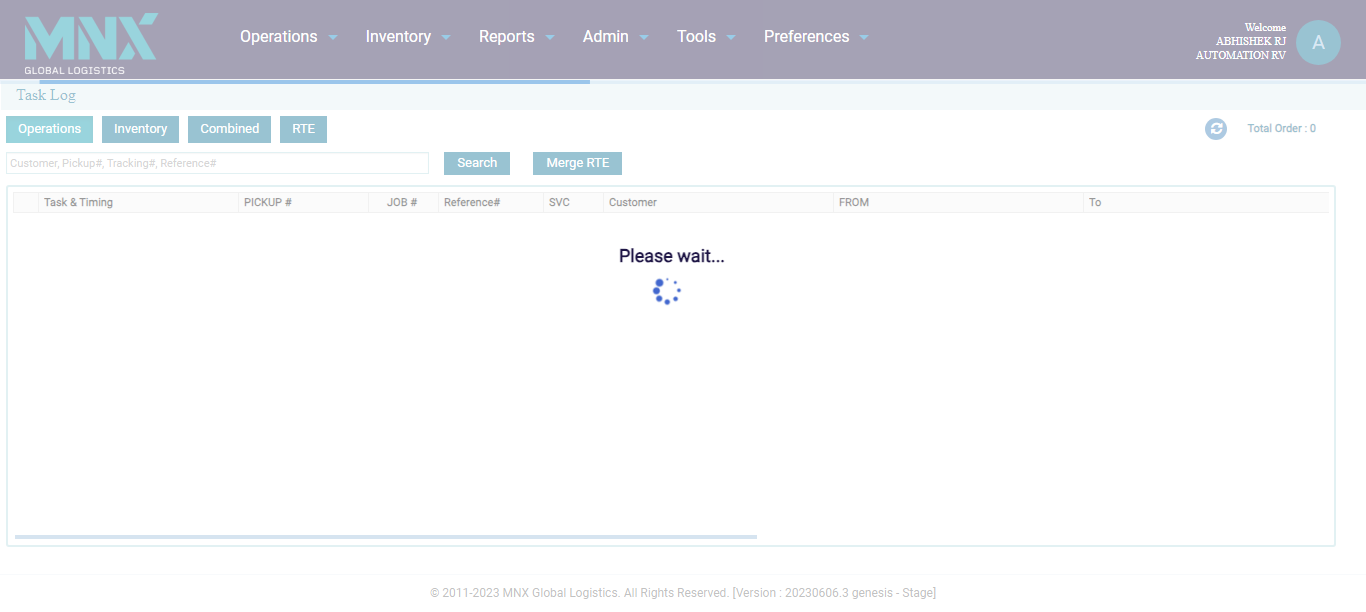 MNX
GLOBAL LOGISTICS
Operations Inventory Reports Admin Tools Preferences
Welcome
ABHISHEK RJ
AUTOMATION RV
A
Task Log
Operations Inventory Combined RTE
Total Order : 0
Customer, Pickup#, Tracking#, Reference#
Search Merge RTE
Task & Timing PICKUP # JOB # Reference# SVC Customer FROM To
Please wait...
© 2011-2023 MNX Global Logistics. All Rights Reserved. [Version : 20230606.3 genesis - Stage]